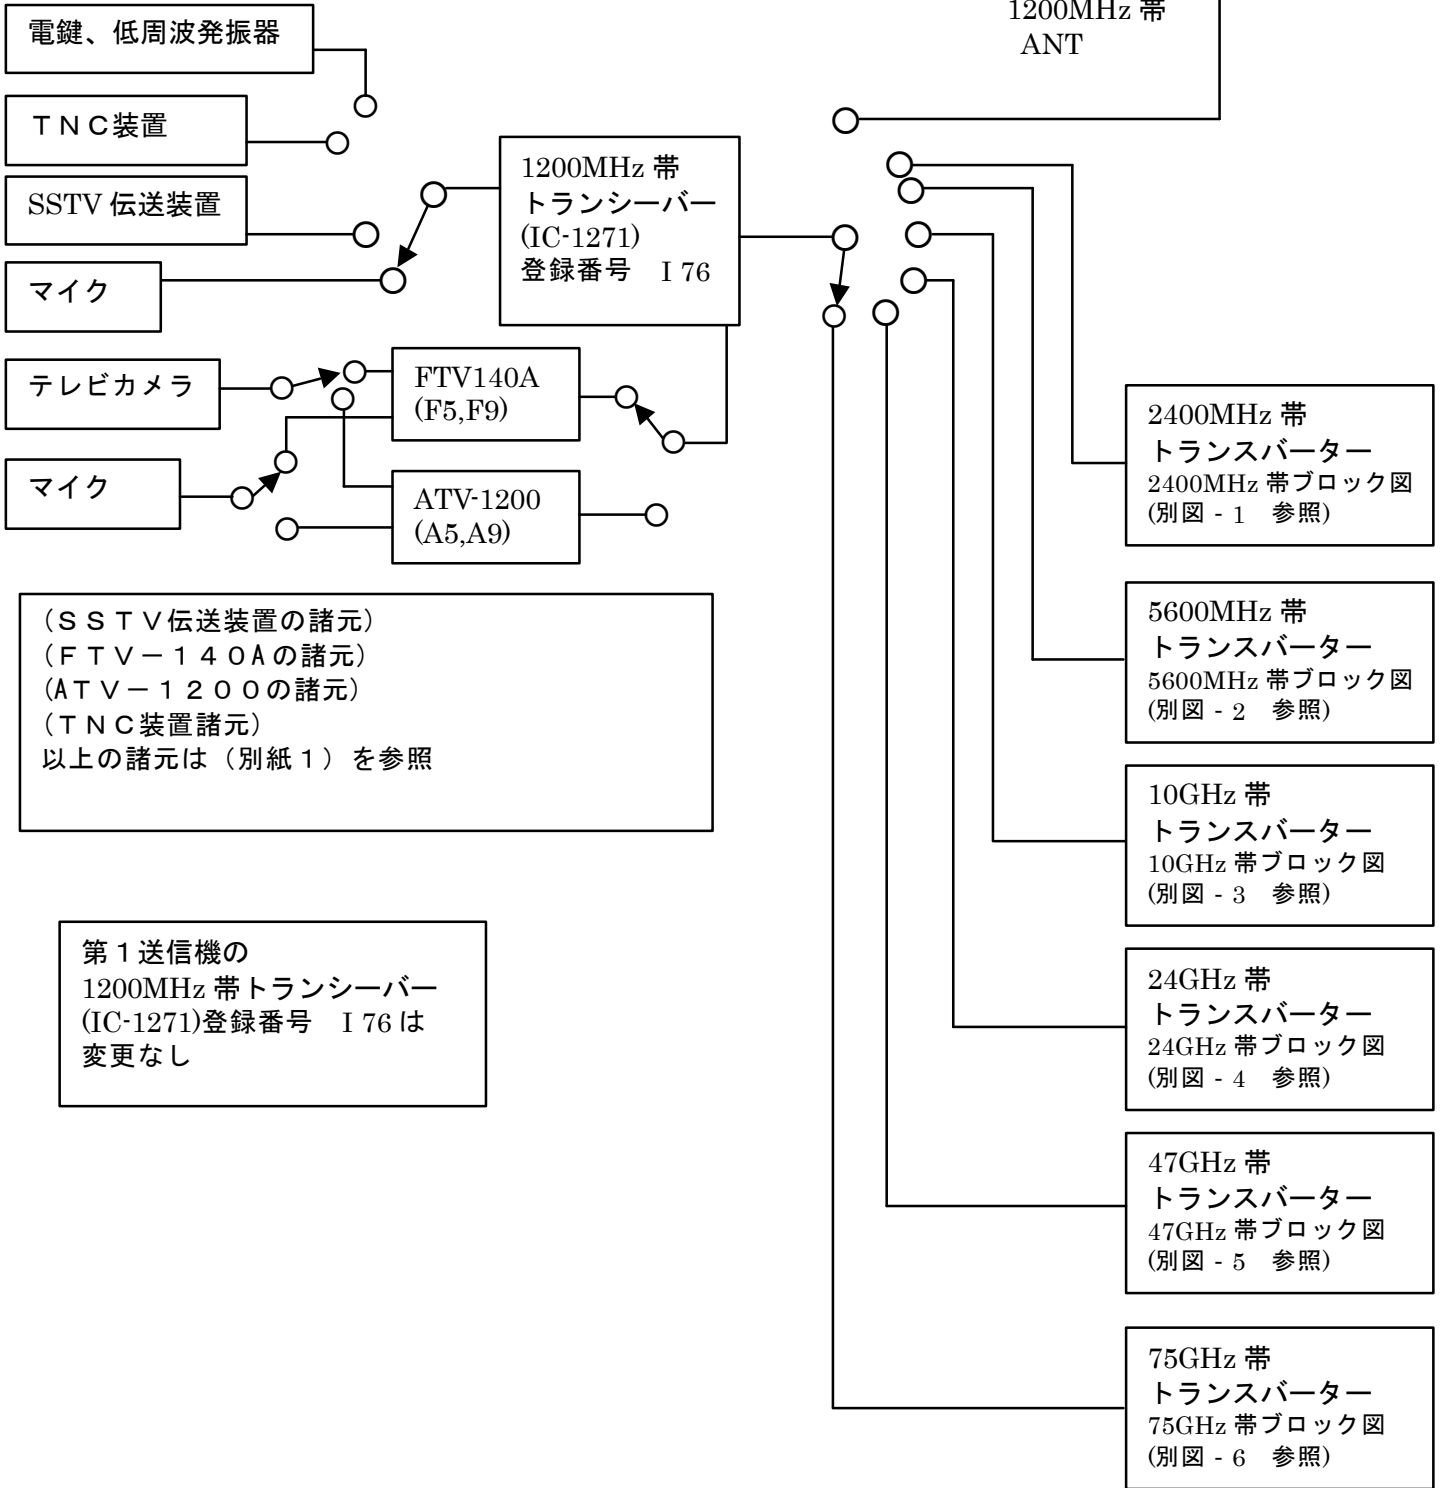 電鍵、低周波発振器
1200MHz 帯
ANT
ＴＮＣ装置
SSTV 伝送装置
マイク
1200MHz 帯
トランシーバー
(IC-1271)
登録番号　I 76
テレビカメラ
マイク
FTV140A
(F5,F9)
ATV-1200
(A5,A9)
（ＳＳＴＶ伝送装置の諸元）
（ＦＴＶ－１４０Aの諸元）
（AＴＶ－１２００の諸元）
（ＴＮＣ装置諸元）
以上の諸元は（別紙１）を参照
第１送信機の
1200MHz 帯トランシーバー
(IC-1271)登録番号　I 76 は
変更なし
2400MHz 帯
トランスバーター
2400MHz 帯ブロック図
(別図 - 1　参照)
5600MHz 帯
トランスバーター
5600MHz 帯ブロック図
(別図 - 2　参照)
10GHz 帯
トランスバーター
10GHz 帯ブロック図
(別図 - 3　参照)
24GHz 帯
トランスバーター
24GHz 帯ブロック図
(別図 - 4　参照)
47GHz 帯
トランスバーター
47GHz 帯ブロック図
(別図 - 5　参照)
75GHz 帯
トランスバーター
75GHz 帯ブロック図
(別図 - 6　参照)